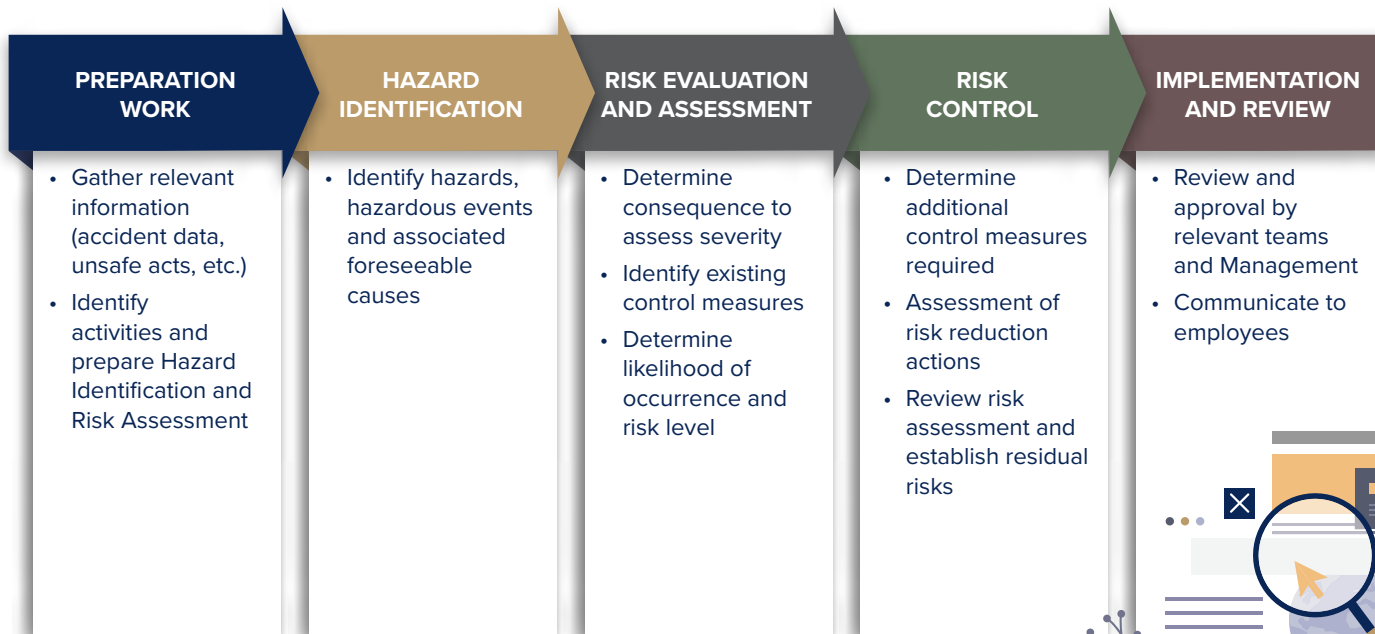 PREPARATION
WORK
• Gather relevant
information
(accident data,
unsafe acts, etc.)
• Identify
activities and
prepare Hazard
Identification and
Risk Assessment
HAZARD
IDENTIFICATION
• Identify hazards,
hazardous events
and associated
foreseeable
causes
RISK EVALUATION
AND ASSESSMENT
• Determine
consequence to
assess severity
• Identify existing
control measures
• Determine
likelihood of
occurrence and
risk level
RISK
CONTROL
• Determine
additional
control measures
required
• Assessment of
risk reduction
actions
• Review risk
assessment and
establish residual
risks
IMPLEMENTATION
AND REVIEW
• Review and
approval by
relevant teams
and Management
• Communicate to
employees